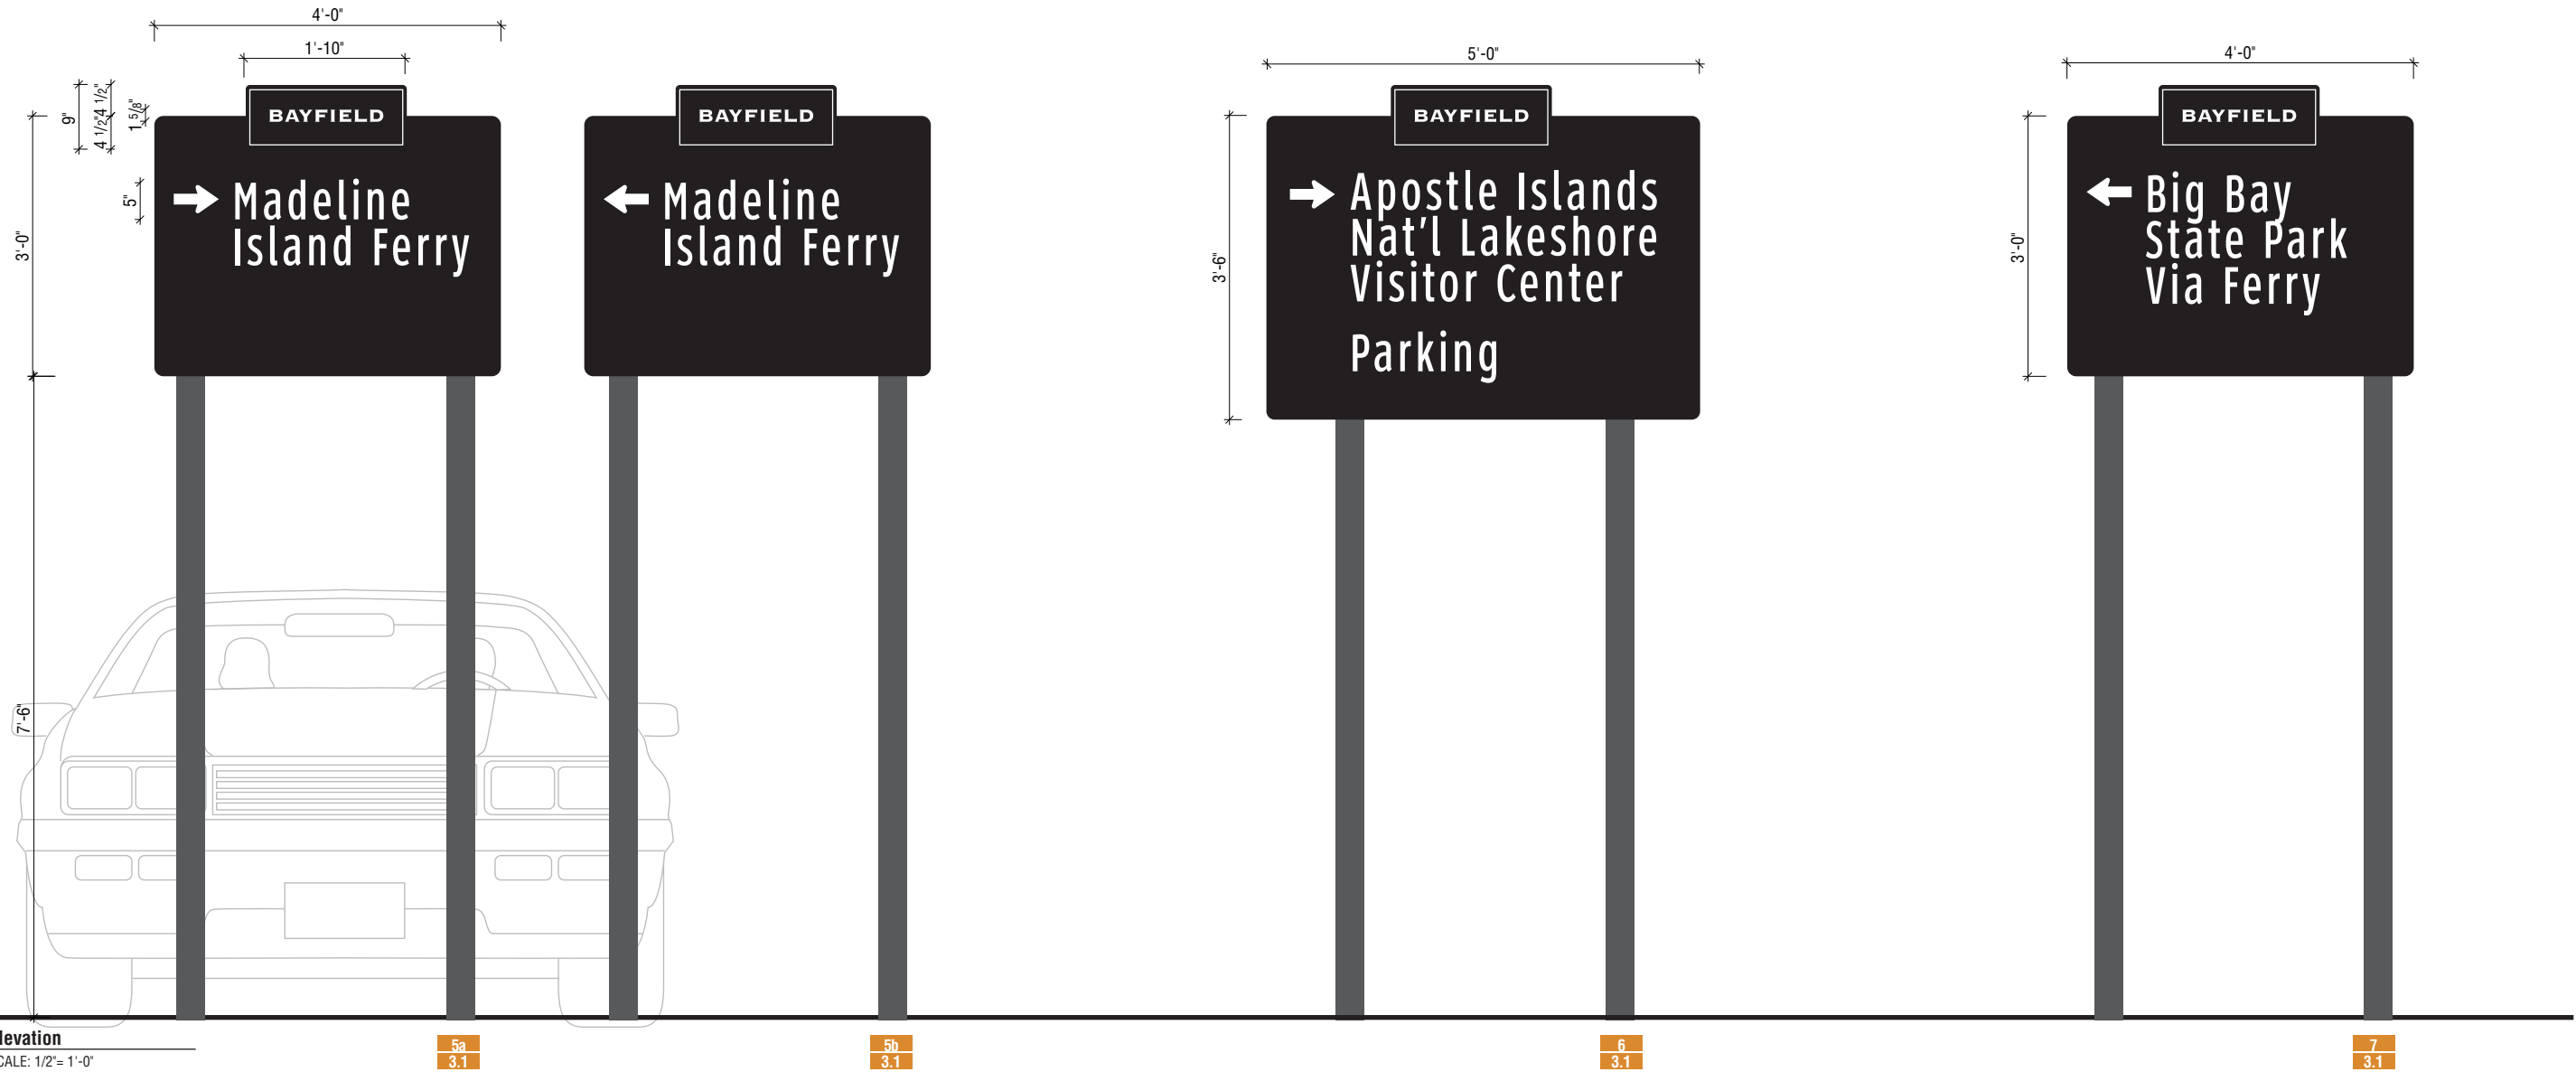 4'-0"
1'-10"
9"
4 1/2"
4 1/2"
1 5/8"
5"
3'-0"
7'-6"
BAYFIELD
Madeline
Island Ferry
BAYFIELD
Madeline
Island Ferry
5'-0"
3'-6"
BAYFIELD
Apostle Islands
Nat'l Lakeshore
Visitor Center
Parking
4'-0"
3'-0"
BAYFIELD
Big Bay
State Park
Via Ferry
levation
CALE: 1/2"= 1'-0"
5a
3.1
5b
3.1
6
3.1
7
3.1